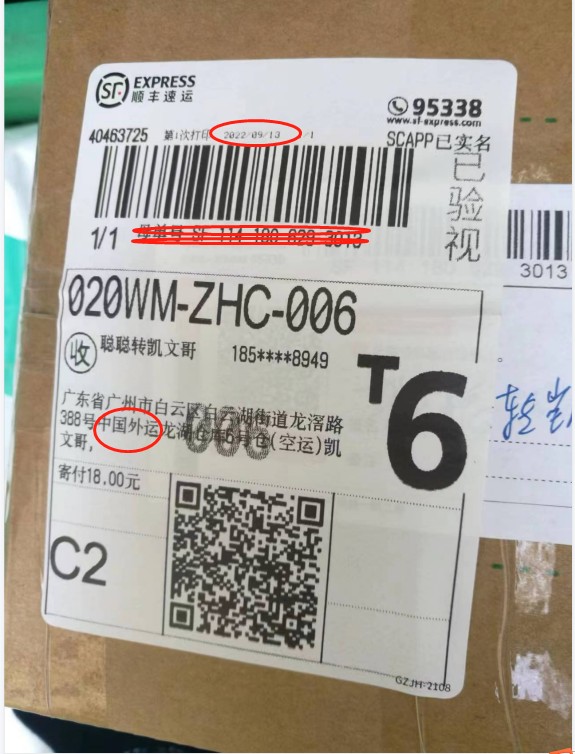 SF EXPRESS
顺丰速运
95338
www.sf-express.com
40463725 第1次打印 2022/09/13 /1 SCAPP已实名
已验视
1/1
3013
020WM-ZHC-006
收 聪聪转凯文哥 185****8949
T6
广东省广州市白云区白云湖街道龙滘路
388号中国外运龙湖仓库6号仓(空运)凯
文哥,
寄付18.00元
C2
GZJH-2108